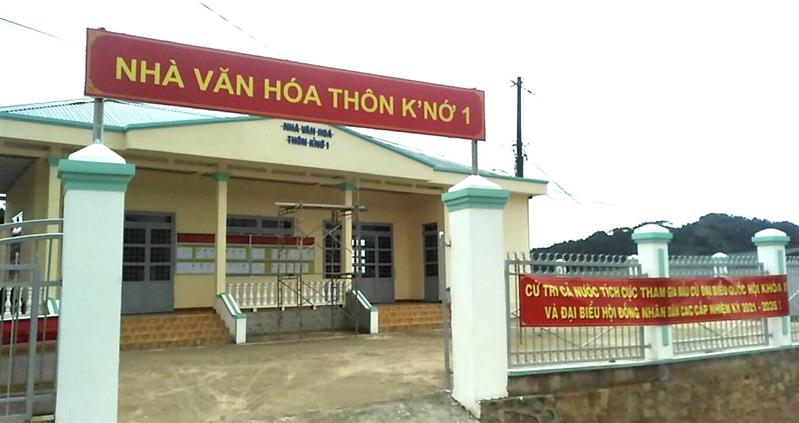 NHÀ VĂN HÓA THÔN K'NỚ 1
NHÀ VĂN HOÁ
THÔN K'NỚ 1
CỬ TRI CẢ NƯỚC TÍCH CỰC THAM GIA BẦU CỬ ĐẠI BIỂU QUỐC HỘI KHÓA
VÀ ĐẠI BIỂU HỘI ĐỒNG NHÂN DÂN CÁC CẤP NHIỆM KỲ 2021 - 2026 !